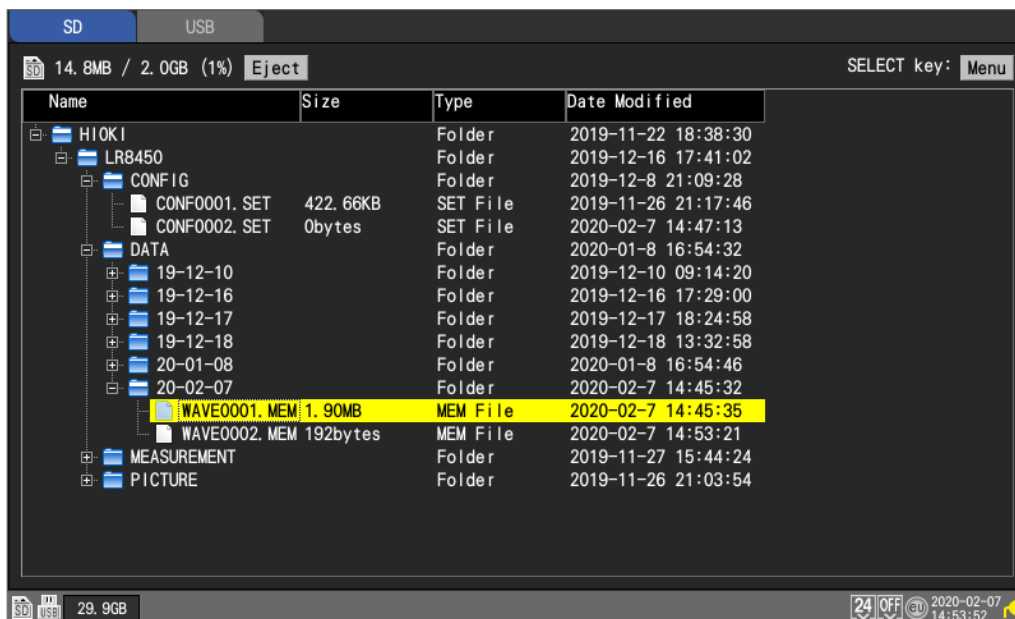 SD USB
SD 14.8MB / 2.0GB (1%) Eject SELECT key: Menu
Name Size Type Date Modified
HIOKI Folder 2019-11-22 18:38:30
LR8450 Folder 2019-12-16 17:41:02
CONFIG Folder 2019-12-8 21:09:28
CONF0001.SET 422.66KB SET File 2019-11-26 21:17:46
CONF0002.SET 0bytes SET File 2020-02-7 14:47:13
DATA Folder 2020-01-8 16:54:32
19-12-10 Folder 2019-12-10 09:14:20
19-12-16 Folder 2019-12-16 17:29:00
19-12-17 Folder 2019-12-17 18:24:58
19-12-18 Folder 2019-12-18 13:32:58
20-01-08 Folder 2020-01-8 16:54:46
20-02-07 Folder 2020-02-7 14:45:32
WAVE0001.MEM 1.90MB MEM File 2020-02-7 14:45:35
WAVE0002.MEM 192bytes MEM File 2020-02-7 14:53:21
MEASUREMENT Folder 2019-11-27 15:44:24
PICTURE Folder 2019-11-26 21:03:54
SD USB 29.9GB 24 OFF eu 2020-02-07
14:53:52